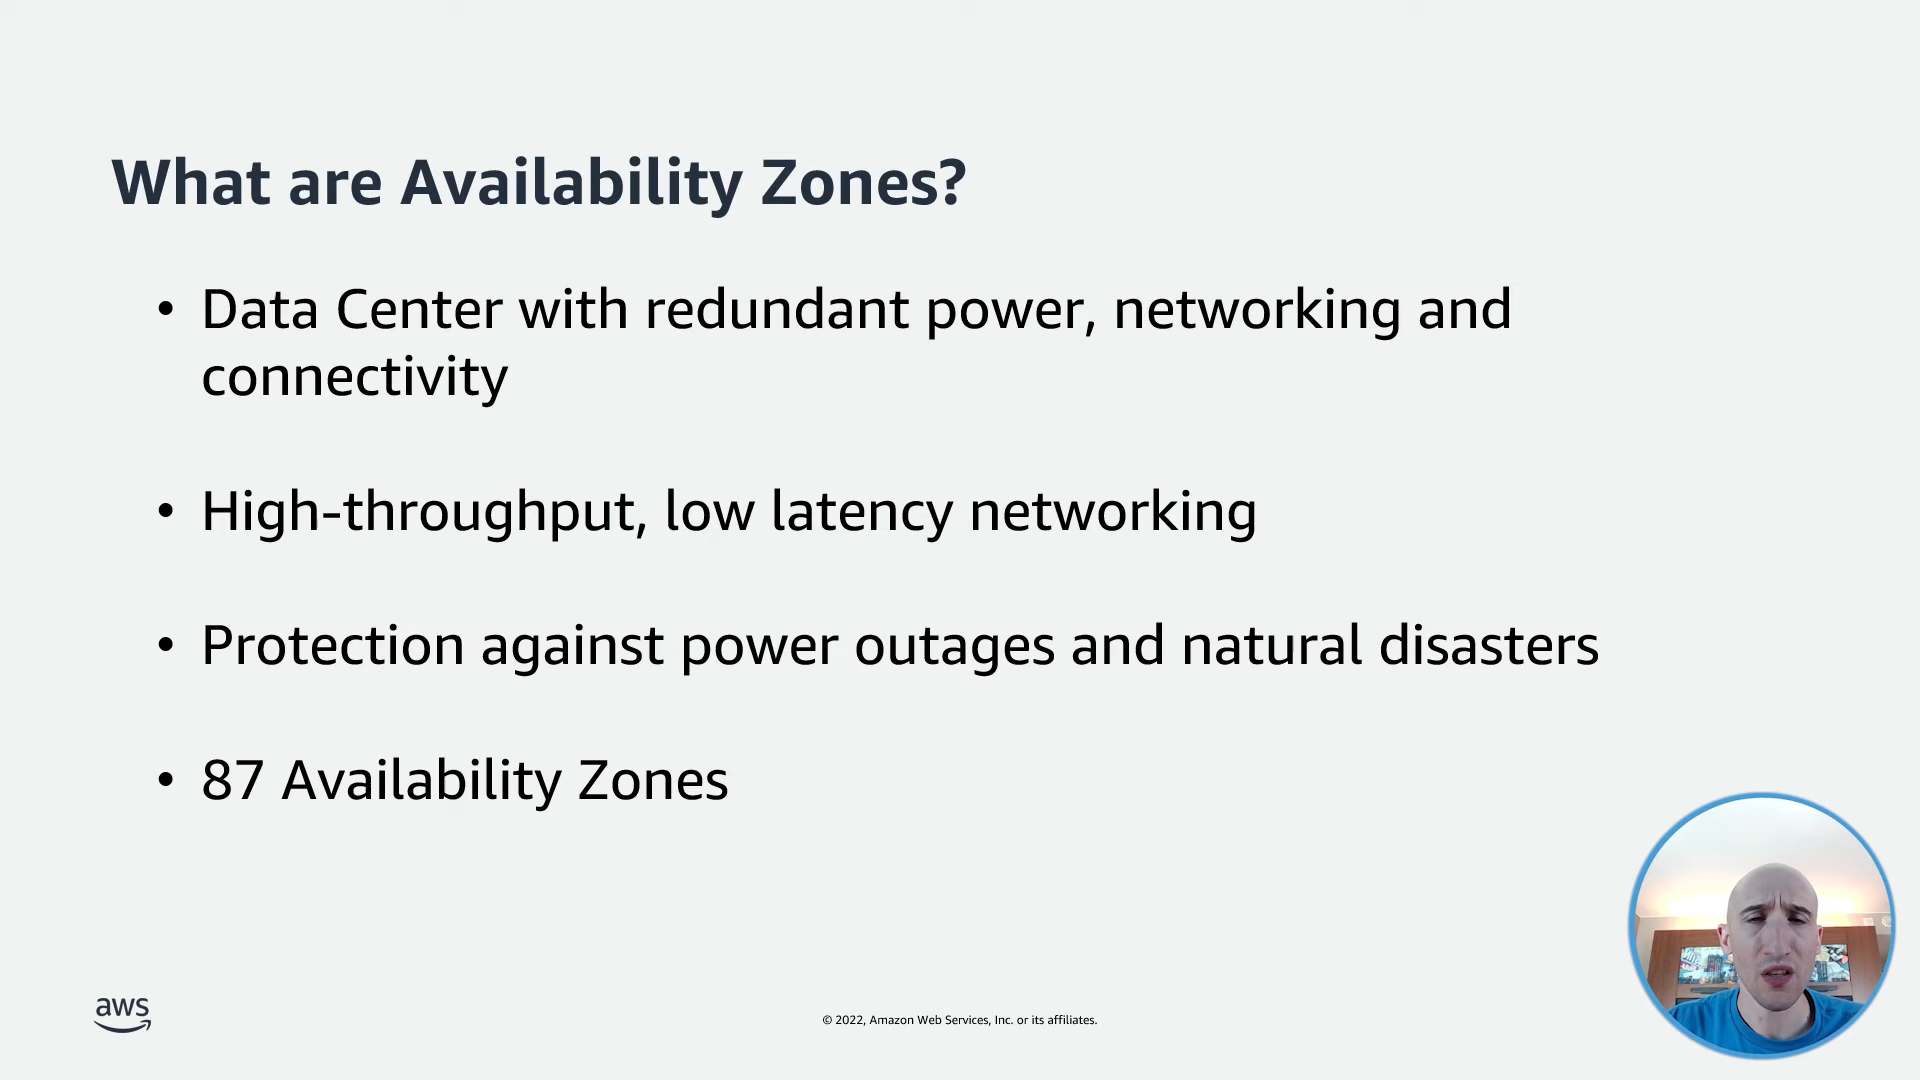 What are Availability Zones?
• Data Center with redundant power, networking and
connectivity
• High-throughput, low latency networking
• Protection against power outages and natural disasters
• 87 Availability Zones
aws
© 2022, Amazon Web Services, Inc. or its affiliates.